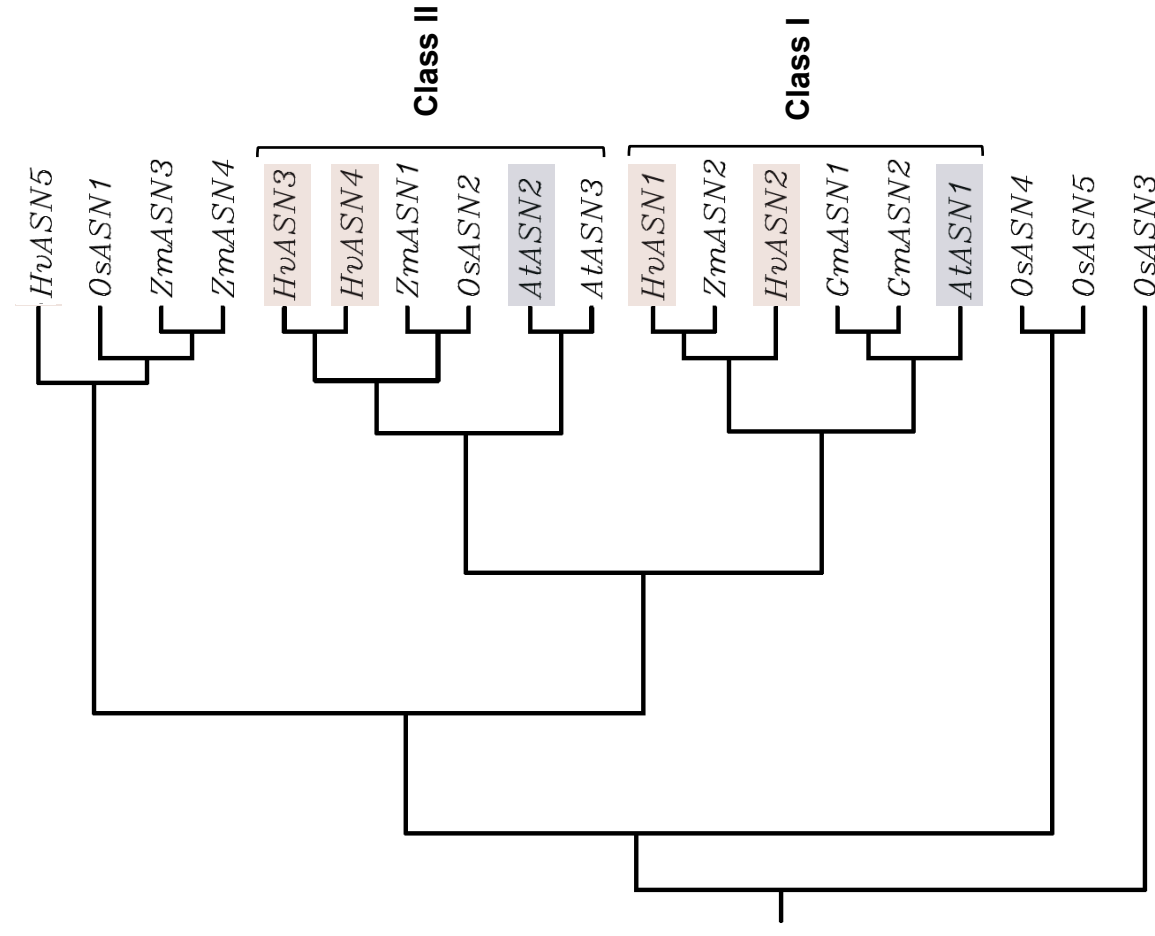 Class II
Class I
HvASN5
OsASN1
ZmASN3
ZmASN4
HvASN3
HvASN4
ZmASN1
OsASN2
AtASN2
AtASN3
HvASN1
ZmASN2
HvASN2
GmASN1
GmASN2
AtASN1
OsASN4
OsASN5
OsASN3